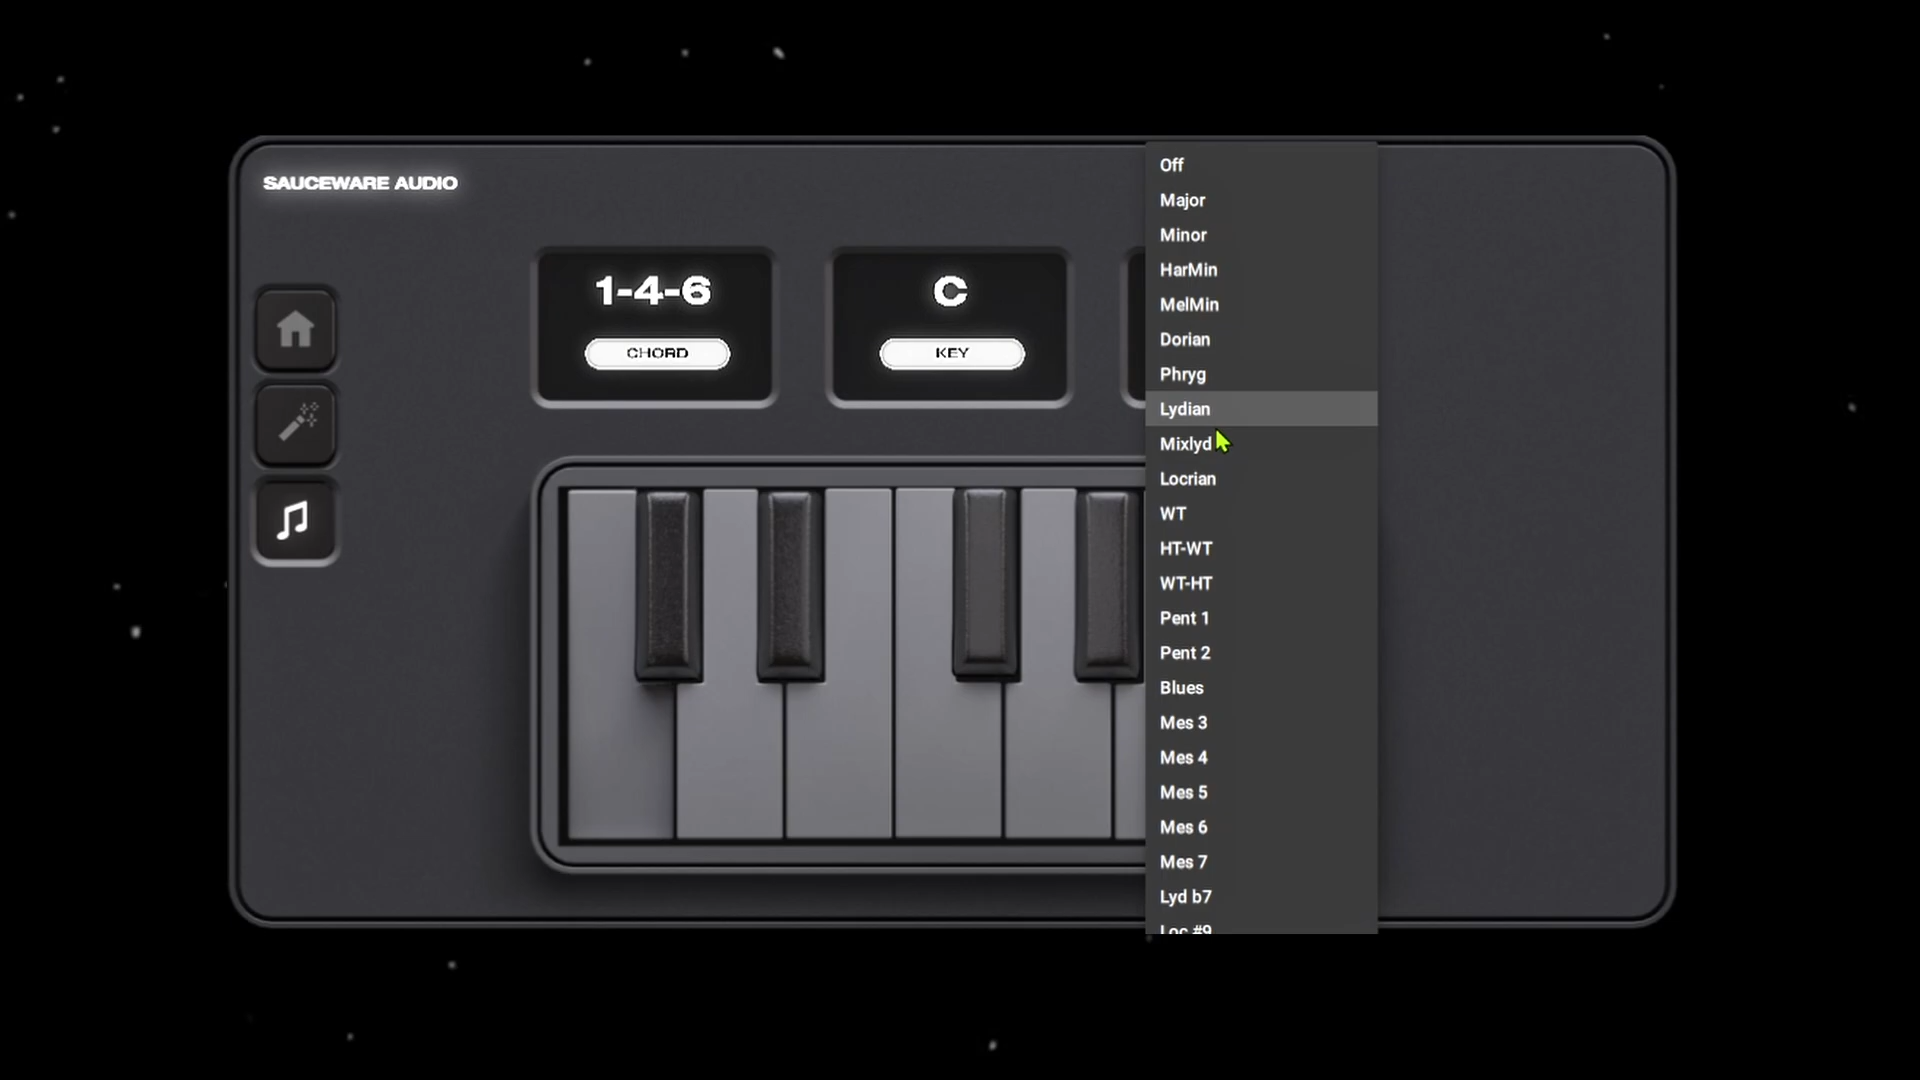 SAUCEWARE AUDIO
1-4-6
CHORD
C
KEY
Off
Major
Minor
HarMin
MelMin
Dorian
Phryg
Lydian
Mixlyd
Locrian
WT
HT-WT
WT-HT
Pent 1
Pent 2
Blues
Mes 3
Mes 4
Mes 5
Mes 6
Mes 7
Lyd b7
Loc #9